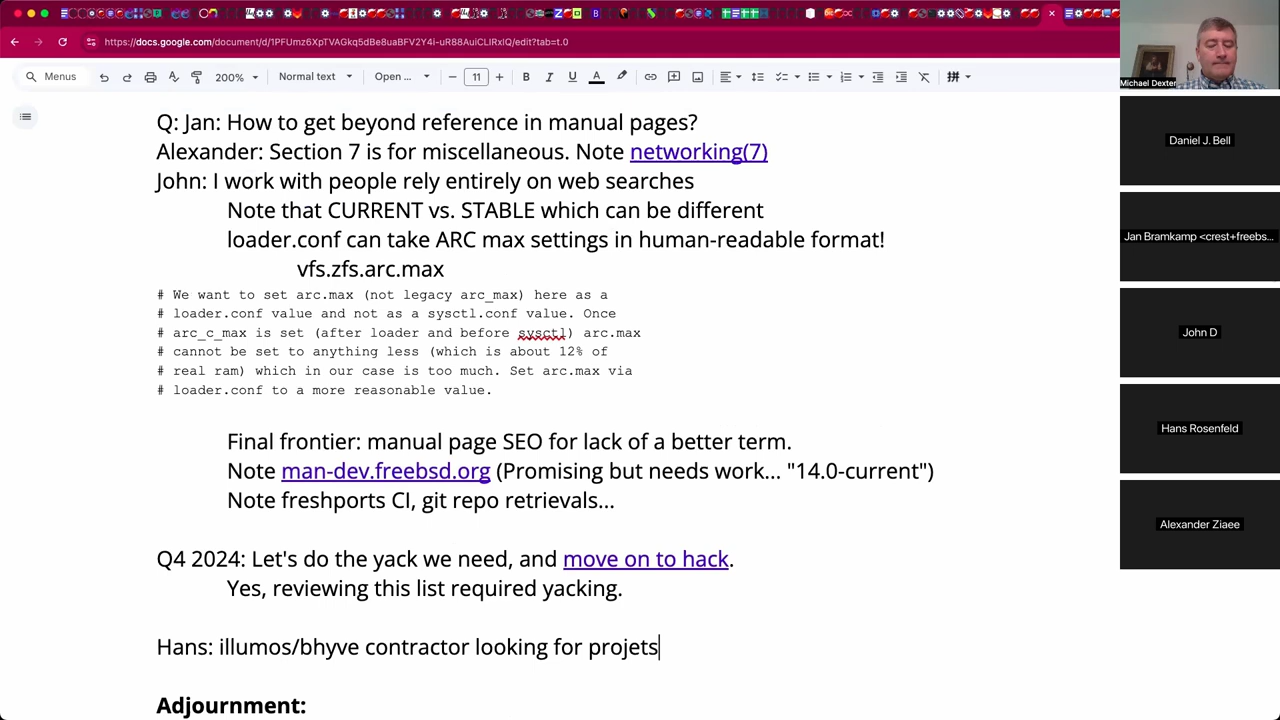 https://docs.google.com/document/d/1PFUmz6XpTVAGkq5dBe8uaBFV2Y4i-uR88AuiCLIRxIQ/edit?tab=t.0
Menus
200%
Normal text
Open ...
11
Q: Jan: How to get beyond reference in manual pages?
Alexander: Section 7 is for miscellaneous. Note networking(7)
John: I work with people rely entirely on web searches
Note that CURRENT vs. STABLE which can be different
loader.conf can take ARC max settings in human-readable format!
vfs.zfs.arc.max
# We want to set arc.max (not legacy arc_max) here as a
# loader.conf value and not as a sysctl.conf value. Once
# arc_c_max is set (after loader and before sysctl) arc.max
# cannot be set to anything less (which is about 12% of
# real ram) which in our case is too much. Set arc.max via
# loader.conf to a more reasonable value.
Final frontier: manual page SEO for lack of a better term.
Note man-dev.freebsd.org (Promising but needs work... "14.0-current")
Note freshports CI, git repo retrievals...
Q4 2024: Let's do the yack we need, and move on to hack.
Yes, reviewing this list required yacking.
Hans: illumos/bhyve contractor looking for projets
Adjournment:
Michael Dexter
Daniel J. Bell
Jan Bramkamp <crest+freebs...
John D
Hans Rosenfeld
Alexander Ziaee